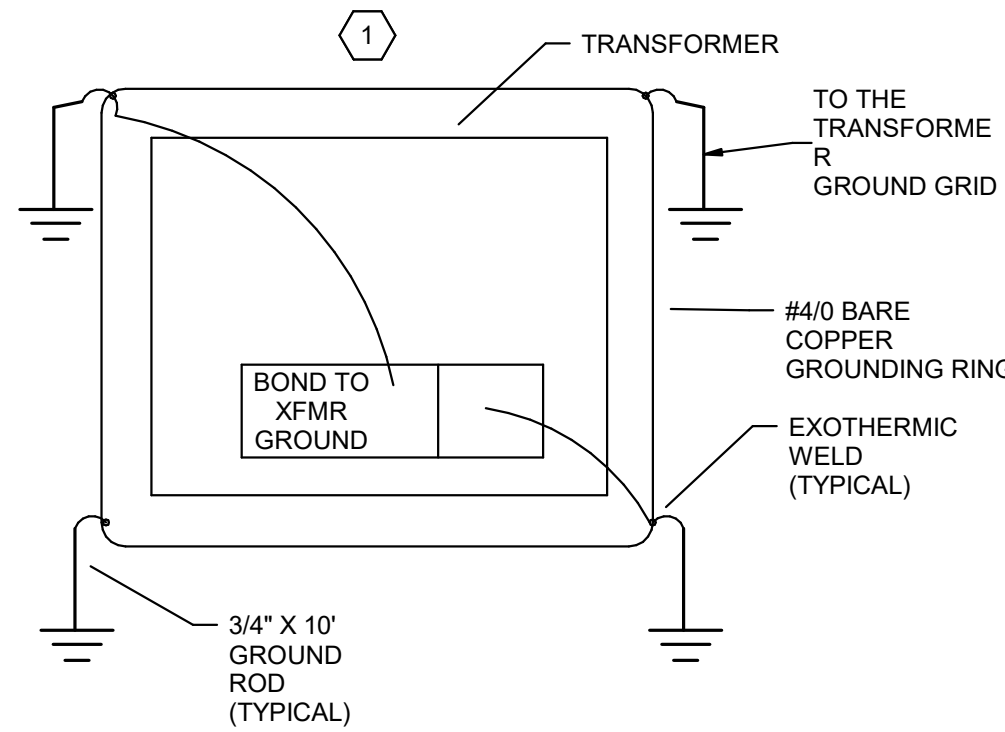 1
TRANSFORMER
TO THE
TRANSFORME
R
GROUND GRID
#4/0 BARE
COPPER
GROUNDING RING
BOND TO
XFMR
GROUND
EXOTHERMIC
WELD
(TYPICAL)
3/4" X 10'
GROUND
ROD
(TYPICAL)